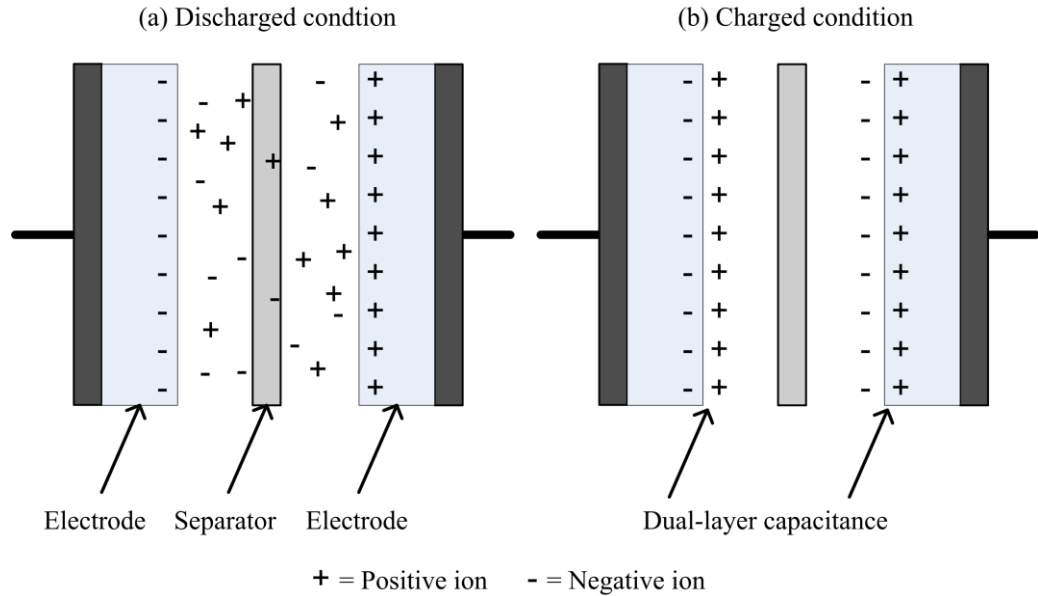 (a) Discharged condtion
(b) Charged condition
Electrode
Separator
Electrode
Dual-layer capacitance
+ = Positive ion
- = Negative ion